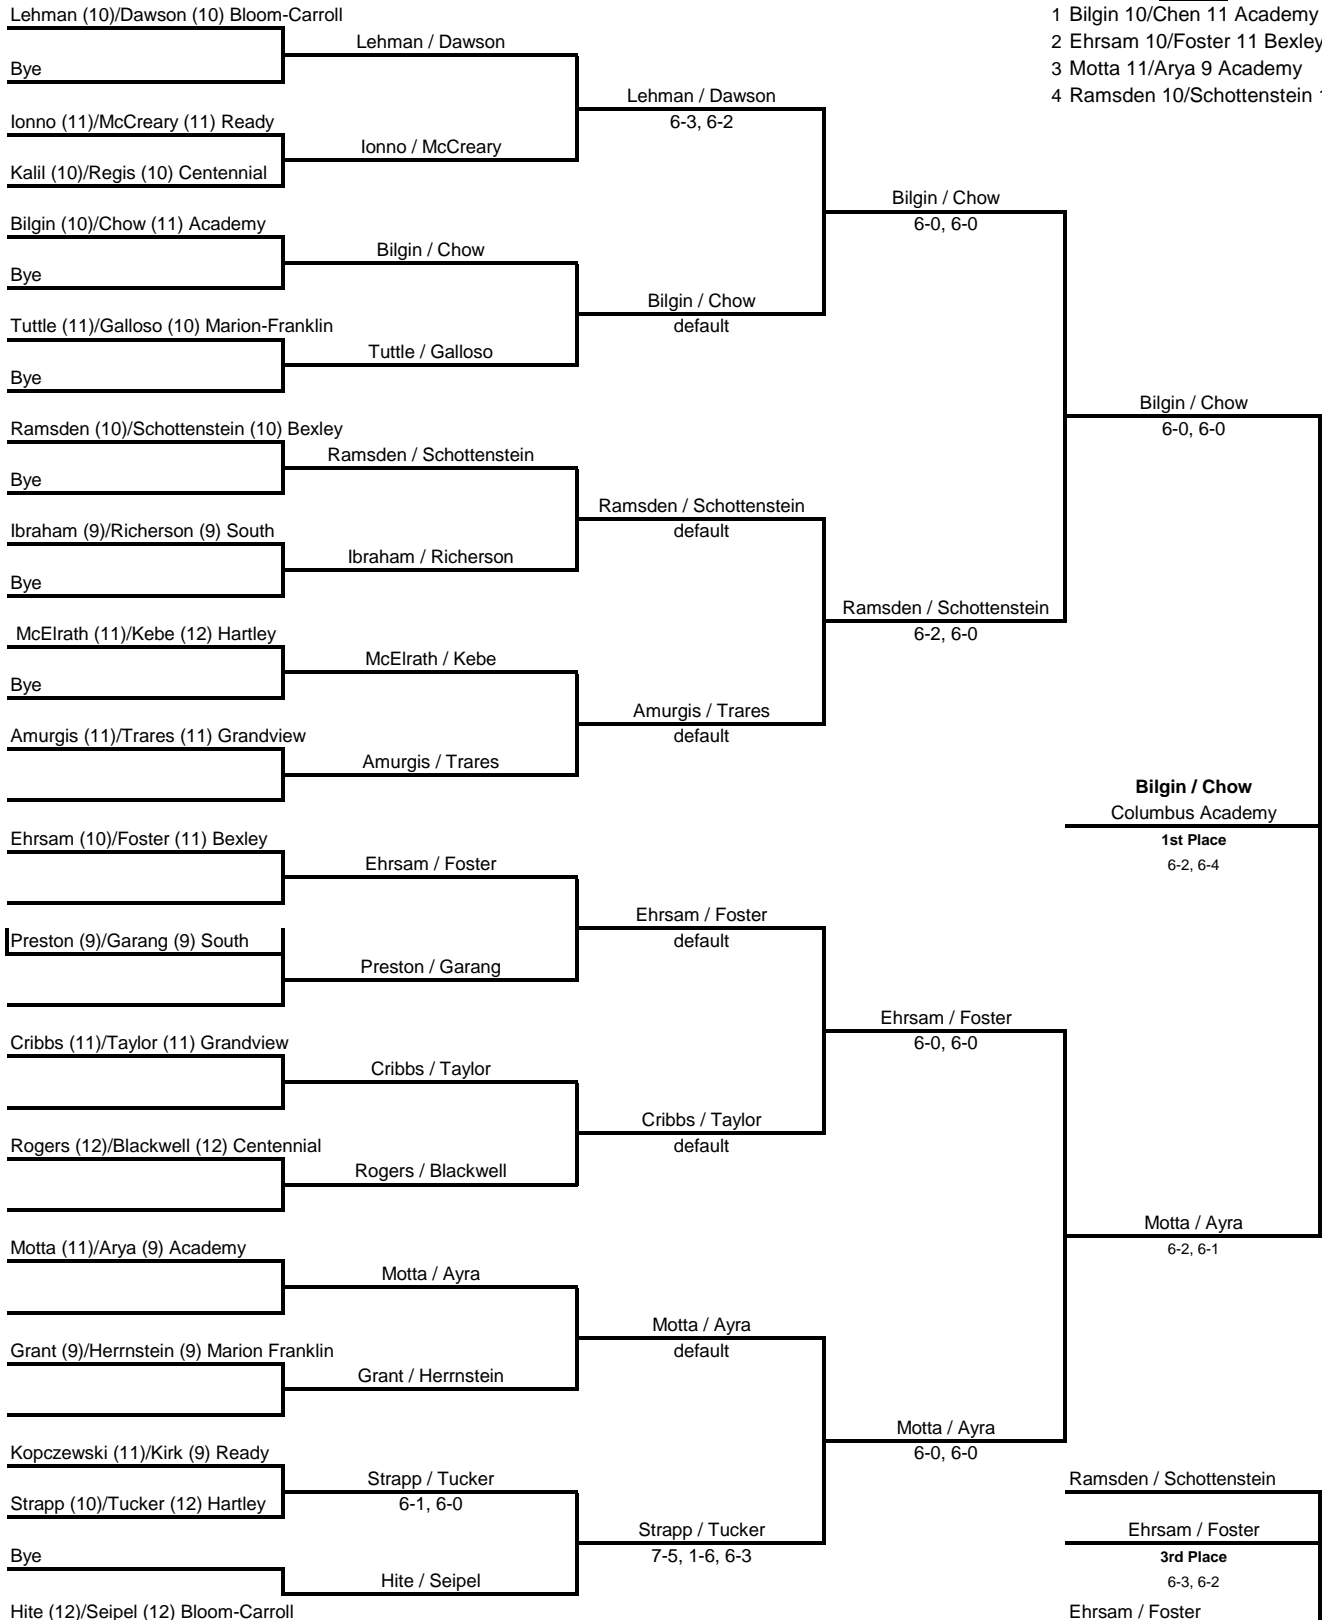 Lehman (10)/Dawson (10) Bloom-Carroll
1 Bilgin 10/Chen 11 Academy
Lehman / Dawson
2 Ehrsam 10/Foster 11 Bexley
Bye
3 Motta 11/Arya 9 Academy
Lehman / Dawson
4 Ramsden 10/Schottenstein
6-3, 6-2
Ionno (11)/McCreary (11) Ready
Ionno / McCreary
Kalil (10)/Regis (10) Centennial
Bilgin / Chow
6-0, 6-0
Bilgin (10)/Chow (11) Academy
Bilgin / Chow
Bye
Bilgin / Chow
default
Tuttle (11)/Galloso (10) Marion-Franklin
Tuttle / Galloso
Bye
Bilgin / Chow
6-0, 6-0
Ramsden (10)/Schottenstein (10) Bexley
Ramsden / Schottenstein
Bye
Ramsden / Schottenstein
default
Ibraham (9)/Richerson (9) South
Ibraham / Richerson
Bye
Ramsden / Schottenstein
6-2, 6-0
McElrath (11)/Kebe (12) Hartley
McElrath / Kebe
Bye
Amurgis / Trares
default
Amurgis (11)/Trares (11) Grandview
Amurgis / Trares
Bilgin / Chow
Columbus Academy
1st Place
6-2, 6-4
Ehrsam (10)/Foster (11) Bexley
Ehrsam / Foster
Ehrsam / Foster
default
Preston (9)/Garang (9) South
Preston / Garang
Ehrsam / Foster
6-0, 6-0
Cribbs (11)/Taylor (11) Grandview
Cribbs / Taylor
Cribbs / Taylor
default
Rogers (12)/Blackwell (12) Centennial
Rogers / Blackwell
Motta / Ayra
6-2, 6-1
Motta (11)/Arya (9) Academy
Motta / Ayra
Motta / Ayra
default
Grant (9)/Herrnstein (9) Marion Franklin
Grant / Herrnstein
Motta / Ayra
6-0, 6-0
Kopczewski (11)/Kirk (9) Ready
Strapp / Tucker
6-1, 6-0
Ramsden / Schottenstein
Strapp (10)/Tucker (12) Hartley
Strapp / Tucker
7-5, 1-6, 6-3
Ehrsam / Foster
3rd Place
6-3, 6-2
Bye
Hite / Seipel
Hite (12)/Seipel (12) Bloom-Carroll
Ehrsam / Foster